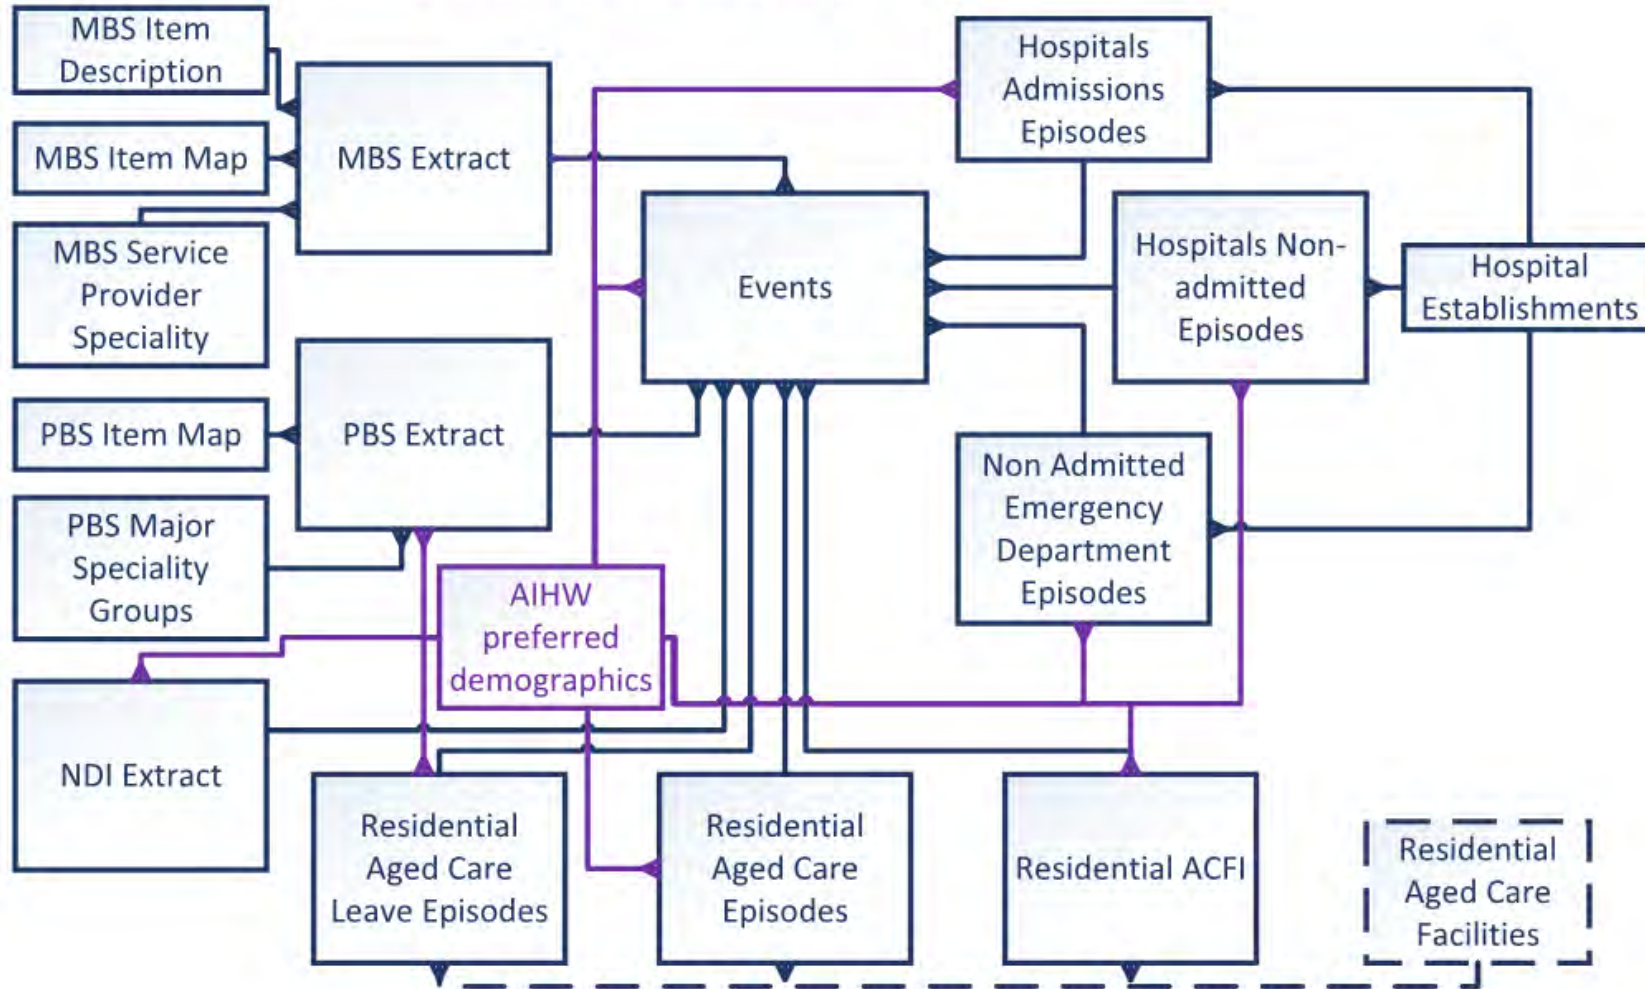 MBS Item
Description
MBS Item Map
MBS Service
Provider
Speciality
PBS Item Map
PBS Major
Speciality
Groups
NDI Extract
MBS Extract
PBS Extract
AIHW
preferred
demographics
Events
Hospitals
Admissions
Episodes
Hospitals Non-
admitted
Episodes
Hospital
Establishments
Non Admitted
Emergency
Department
Episodes
Residential
Aged Care
Leave Episodes
Residential
Aged Care
Episodes
Residential ACFI
Residential
Aged Care
Facilities